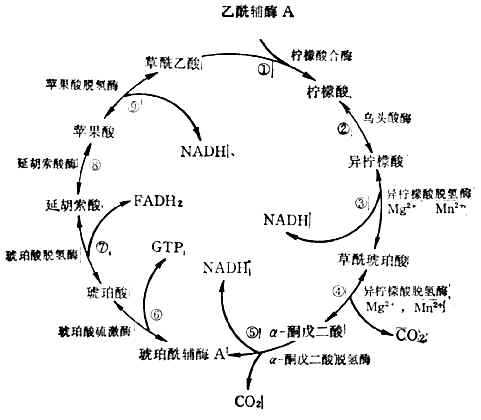 乙酰辅酶 A
草酰乙酸
柠檬酸合酶
①
柠檬酸
苹果酸脱氢酶
⑨
苹果酸
NADH
乌头酸酶
②
异柠檬酸
延胡索酸酶
⑧
延胡索酸
FADH₂
③
异柠檬酸脱氢酶
Mg²⁺ Mn²⁺
NADH
⑦
琥珀酸脱氢酶
GTP
NADH
草酰琥珀酸
④
异柠檬酸脱氢酶
Mg²⁺, Mn²⁺
琥珀酸
⑥
琥珀酸硫激酶
⑤
α-酮戊二酸
CO₂
琥珀酰辅酶 A
α-酮戊二酸脱氢酶
CO₂